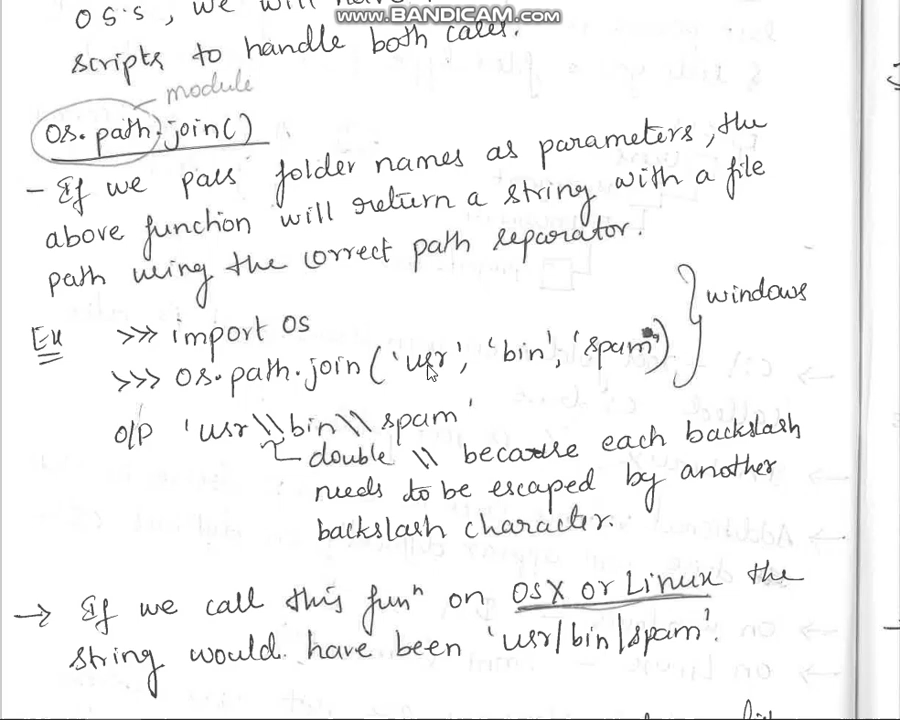 OS's, we will
www.BANDICAM.com
scripts to handle both cases.
module
os.path.join()
- If we pass folder names as parameters, the
above function will return a string with a file
path using the correct path separator.
Ex >>> import os
>>> os.path.join('usr', 'bin', 'spam')
windows
O/P 'usr\\bin\\spam'
double \\ because each backslash
needs to be escaped by another
backslash character.
→ If we call this funⁿ on OSX or Linux the
string would have been 'usr/bin/spam'.